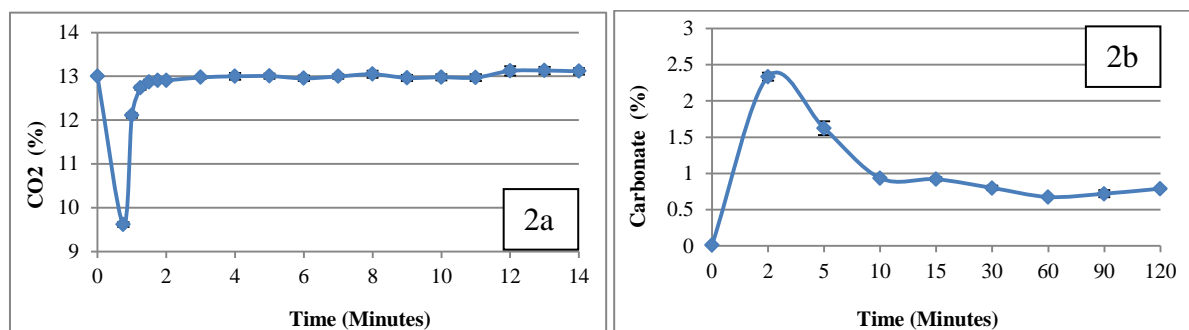 14
13
12
11
10
9
CO2 (%)
2a
0 2 4 6 8 10 12 14
Time (Minutes)
3
2.5
2
1.5
1
0.5
0
Carbonate (%)
2b
0 2 5 10 15 30 60 90 120
Time (Minutes)